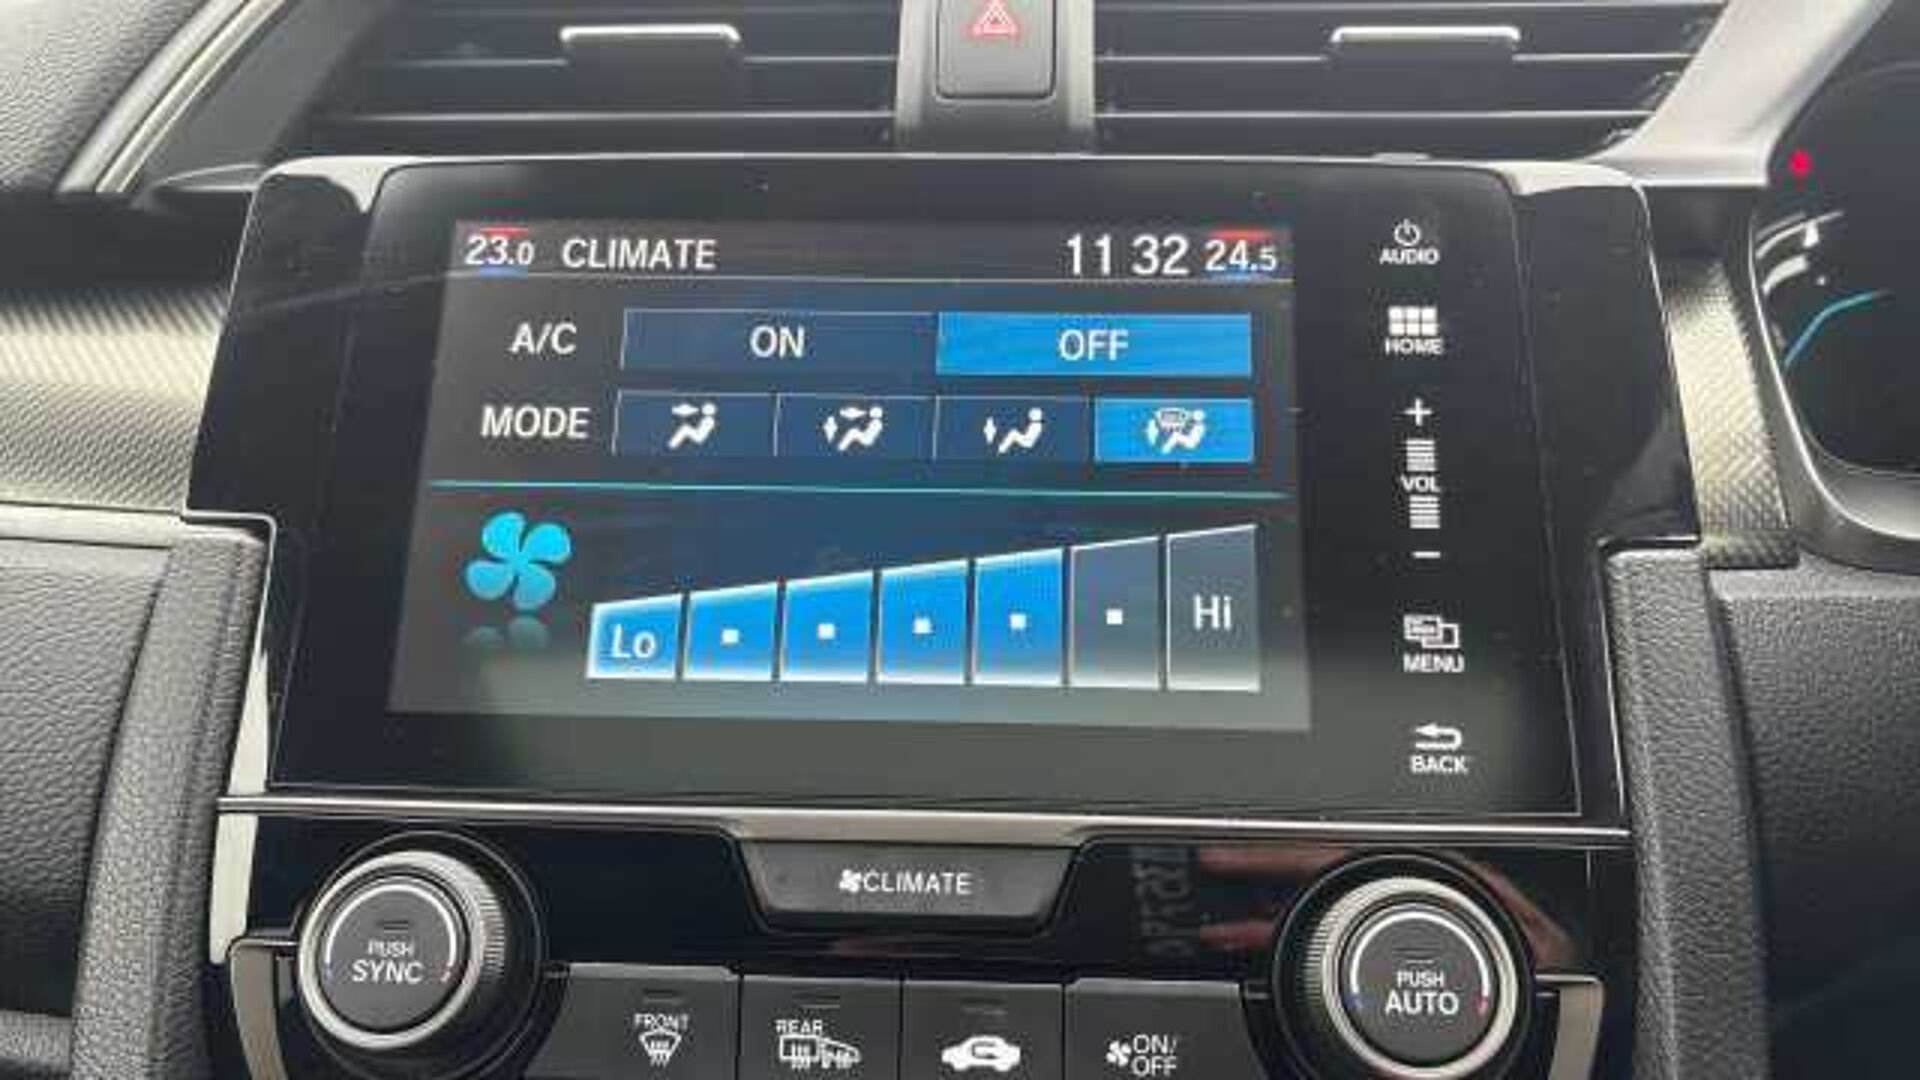 23.0 CLIMATE 11 32 24.5
A/C ON OFF
MODE
Lo Hi
AUDIO
HOME
+
VOL
−
MENU
BACK
CLIMATE
PUSH
SYNC
FRONT
REAR
ON/
OFF
PUSH
AUTO